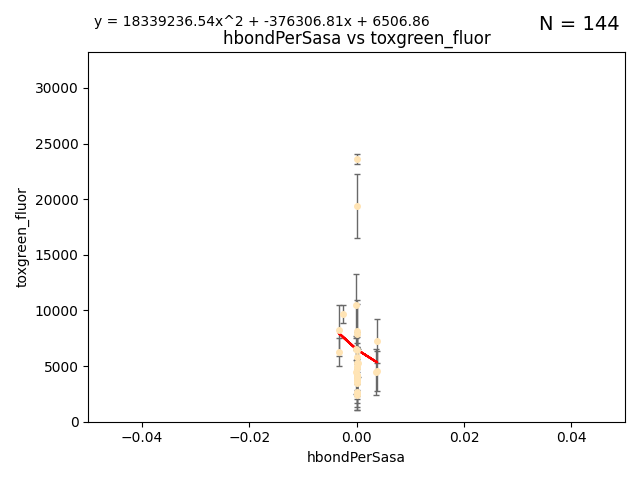 y = 18339236.54x^2 + -376306.81x + 6506.86
N = 144
hbondPerSasa vs toxgreen_fluor
30000
25000
20000
15000
10000
5000
0
toxgreen_fluor
−0.04 −0.02 0.00 0.02 0.04
hbondPerSasa